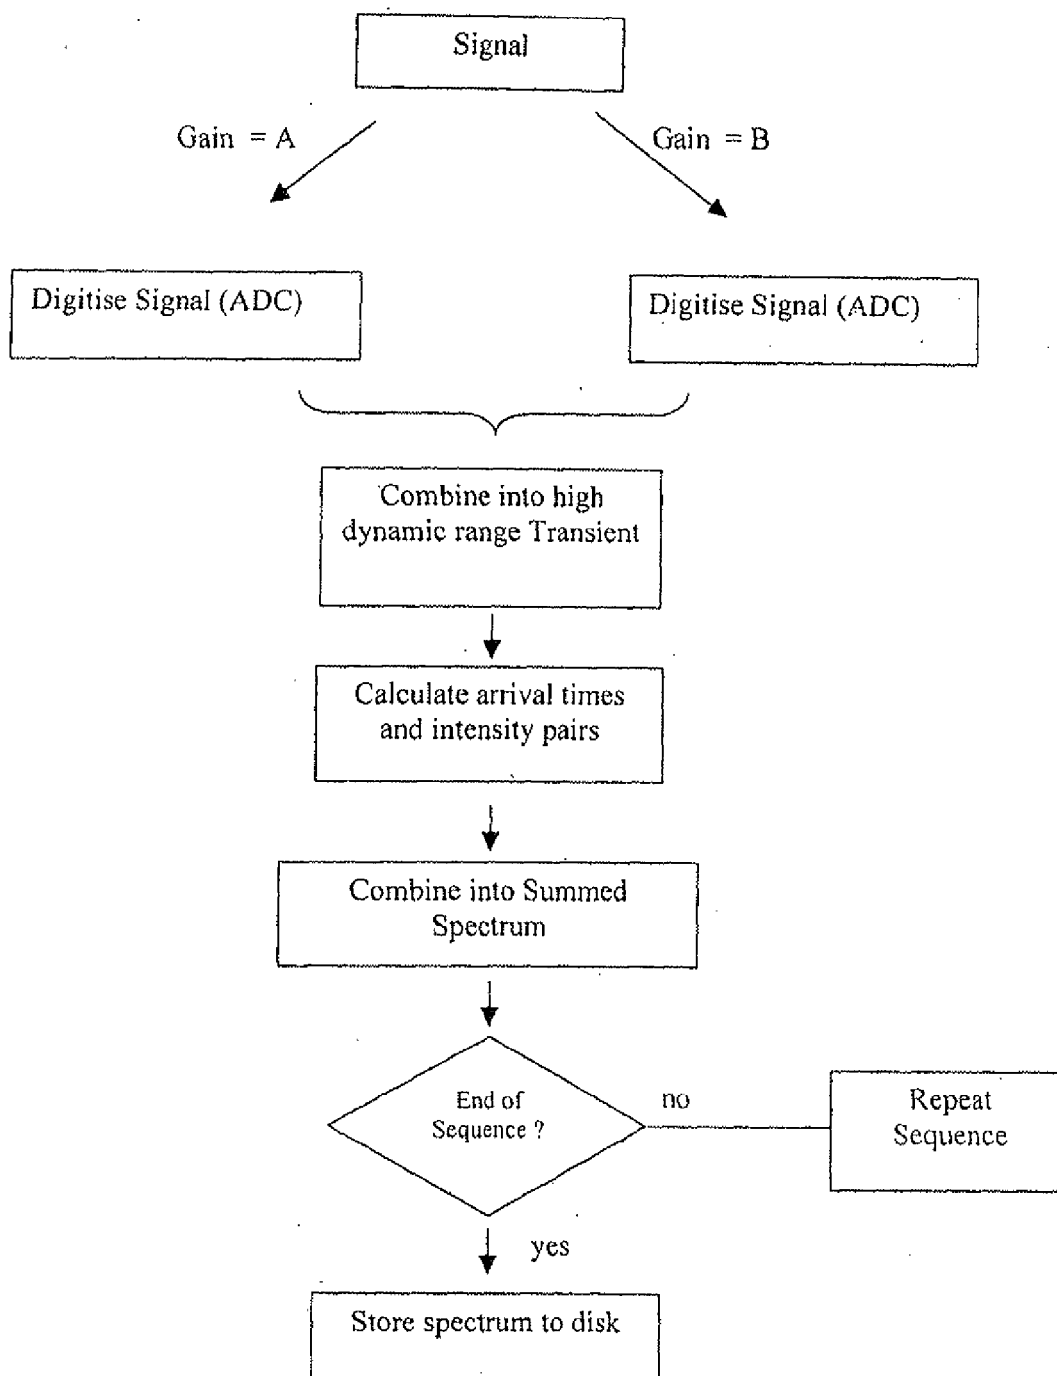 Signal
Gain = A
Gain = B
Digitise Signal (ADC)
Digitise Signal (ADC)
Combine into high
dynamic range Transient
Calculate arrival times
and intensity pairs
Combine into Summed
Spectrum
End of
Sequence ?
no
Repeat
Sequence
yes
Store spectrum to disk